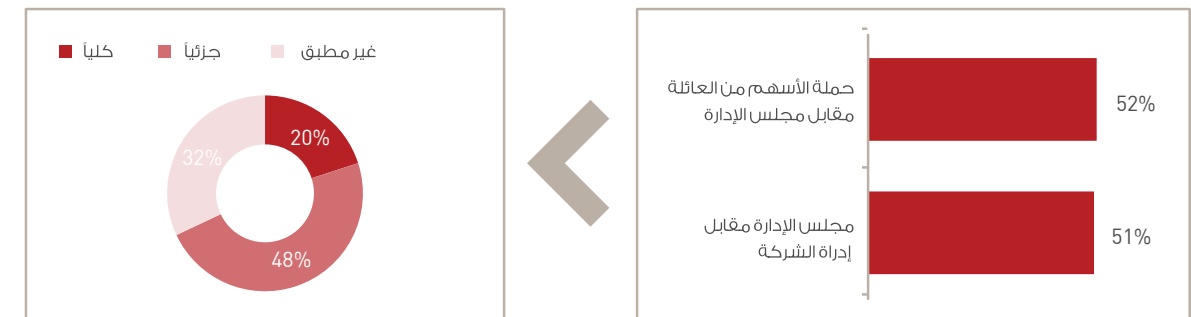 حملة الأسهم من العائلة
مقابل مجلس الإدارة
52%
مجلس الإدارة مقابل
إدراة الشركة
51%
كلياً
جزئياً
غير مطبق
20%
32%
48%